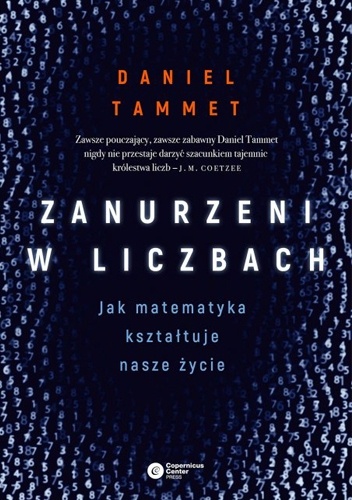 DANIEL
TAMMET
Zawsze pouczający, zawsze zabawny Daniel Tammet
nigdy nie przestaje darzyć szacunkiem tajemnic
królestwa liczb – J. M. COETZEE
ZANURZENI
W LICZBACH
Jak matematyka
kształtuje
nasze życie
Copernicus
Center
PRESS